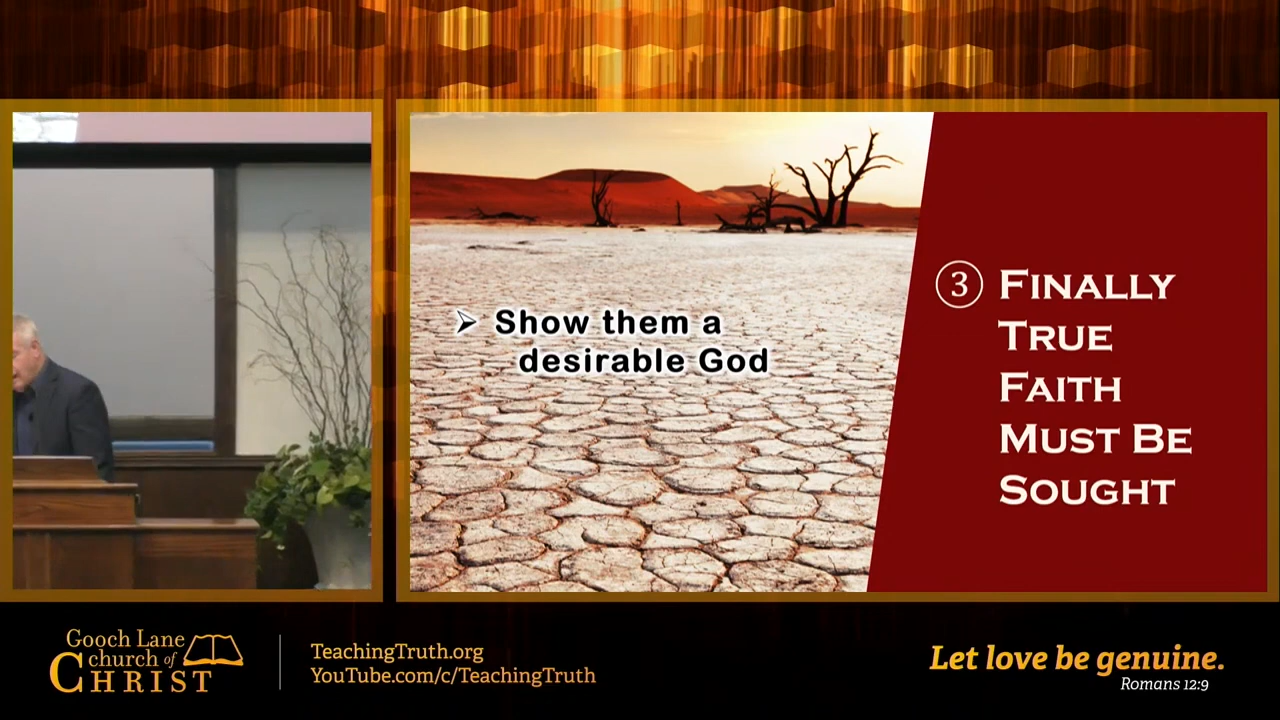 ➢ Show them a
desirable God
③ FINALLY
TRUE
FAITH
MUST BE
SOUGHT
Gooch Lane
church of
CHRIST
TeachingTruth.org
YouTube.com/c/TeachingTruth
Let love be genuine.
Romans 12:9